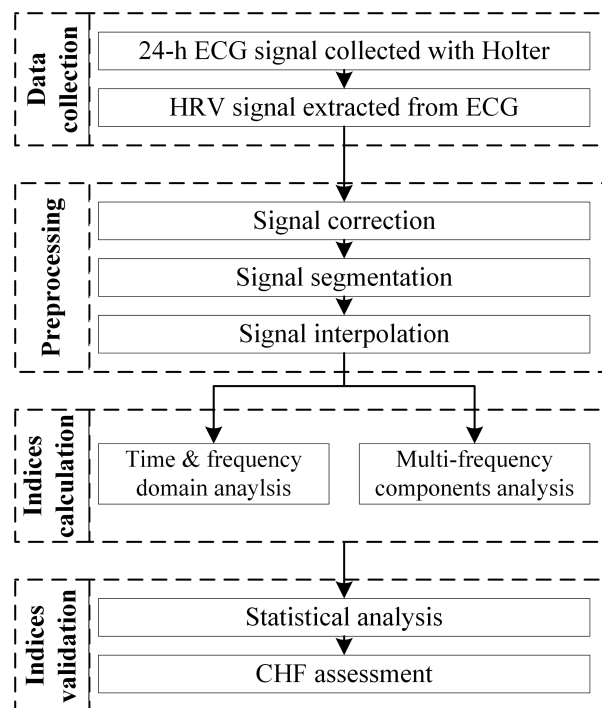 Data
collection
24-h ECG signal collected with Holter
HRV signal extracted from ECG
Preprocessing
Signal correction
Signal segmentation
Signal interpolation
Indices
calculation
Time & frequency
domain anaylsis
Multi-frequency
components analysis
Indices
validation
Statistical analysis
CHF assessment